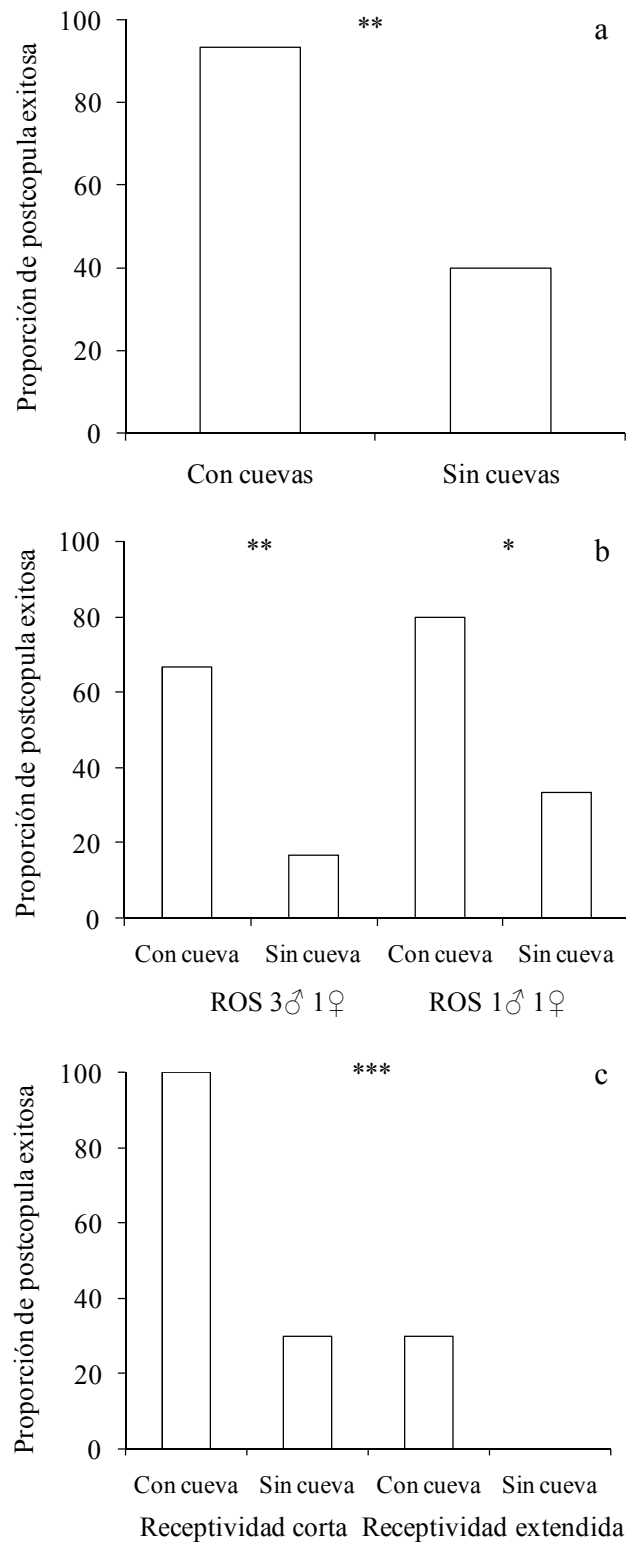 100
80
60
40
20
0
** a
Proporción de postcopula exitosa
Con cuevas Sin cuevas
100
80
60
40
20
0
** * b
Proporción de postcopula exitosa
Con cueva Sin cueva Con cueva Sin cueva
ROS 3♂ 1♀ ROS 1♂ 1♀
100
80
60
40
20
0
*** c
Proporción de postcopula exitosa
Con cueva Sin cueva Con cueva Sin cueva
Receptividad corta Receptividad extendida